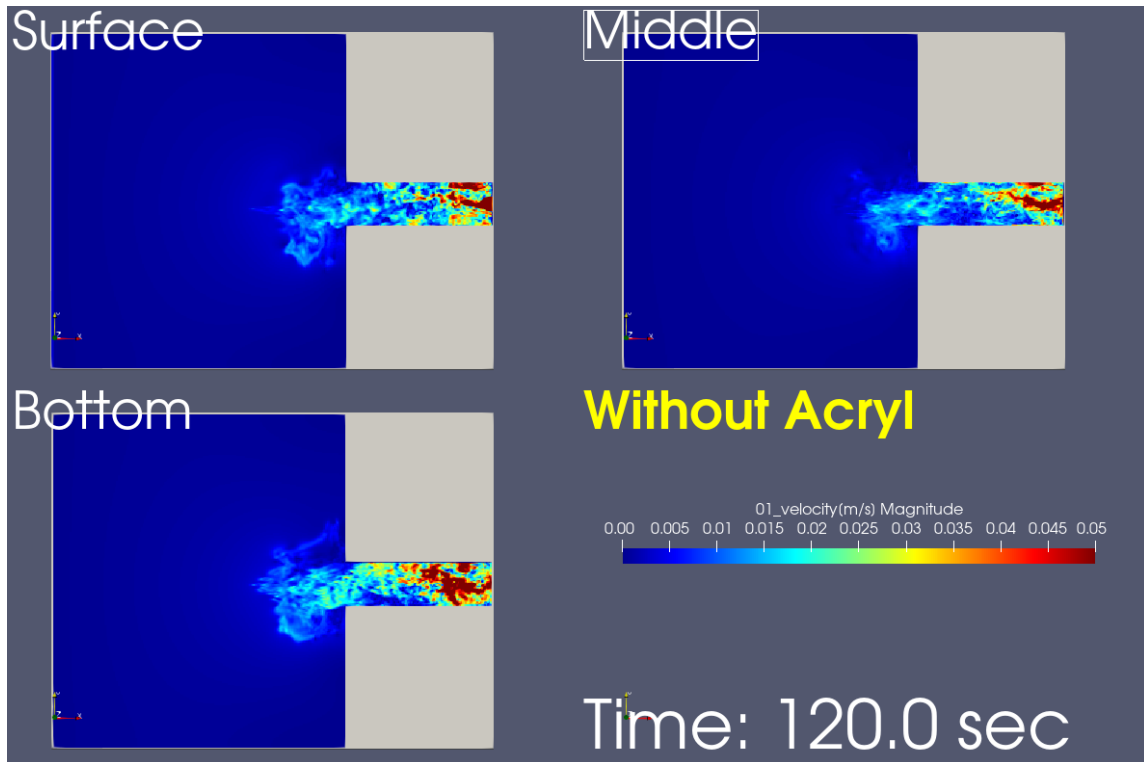 Surface
Middle
Bottom
Without Acryl
01_velocity[m/s] Magnitude
0.00 0.005 0.01 0.015 0.02 0.025 0.03 0.035 0.04 0.045 0.05
Time: 120.0 sec
Z X
Z X
Z X